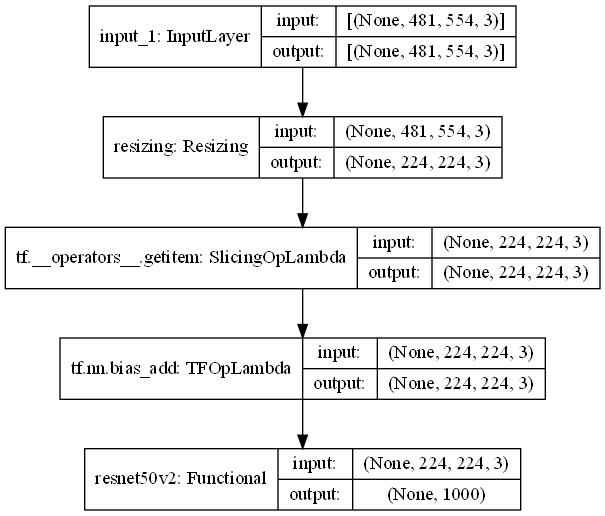 input_1: InputLayer
input: [(None, 481, 554, 3)]
output: [(None, 481, 554, 3)]
resizing: Resizing
input: (None, 481, 554, 3)
output: (None, 224, 224, 3)
tf.__operators__.getitem: SlicingOpLambda
input: (None, 224, 224, 3)
output: (None, 224, 224, 3)
tf.nn.bias_add: TFOpLambda
input: (None, 224, 224, 3)
output: (None, 224, 224, 3)
resnet50v2: Functional
input: (None, 224, 224, 3)
output: (None, 1000)